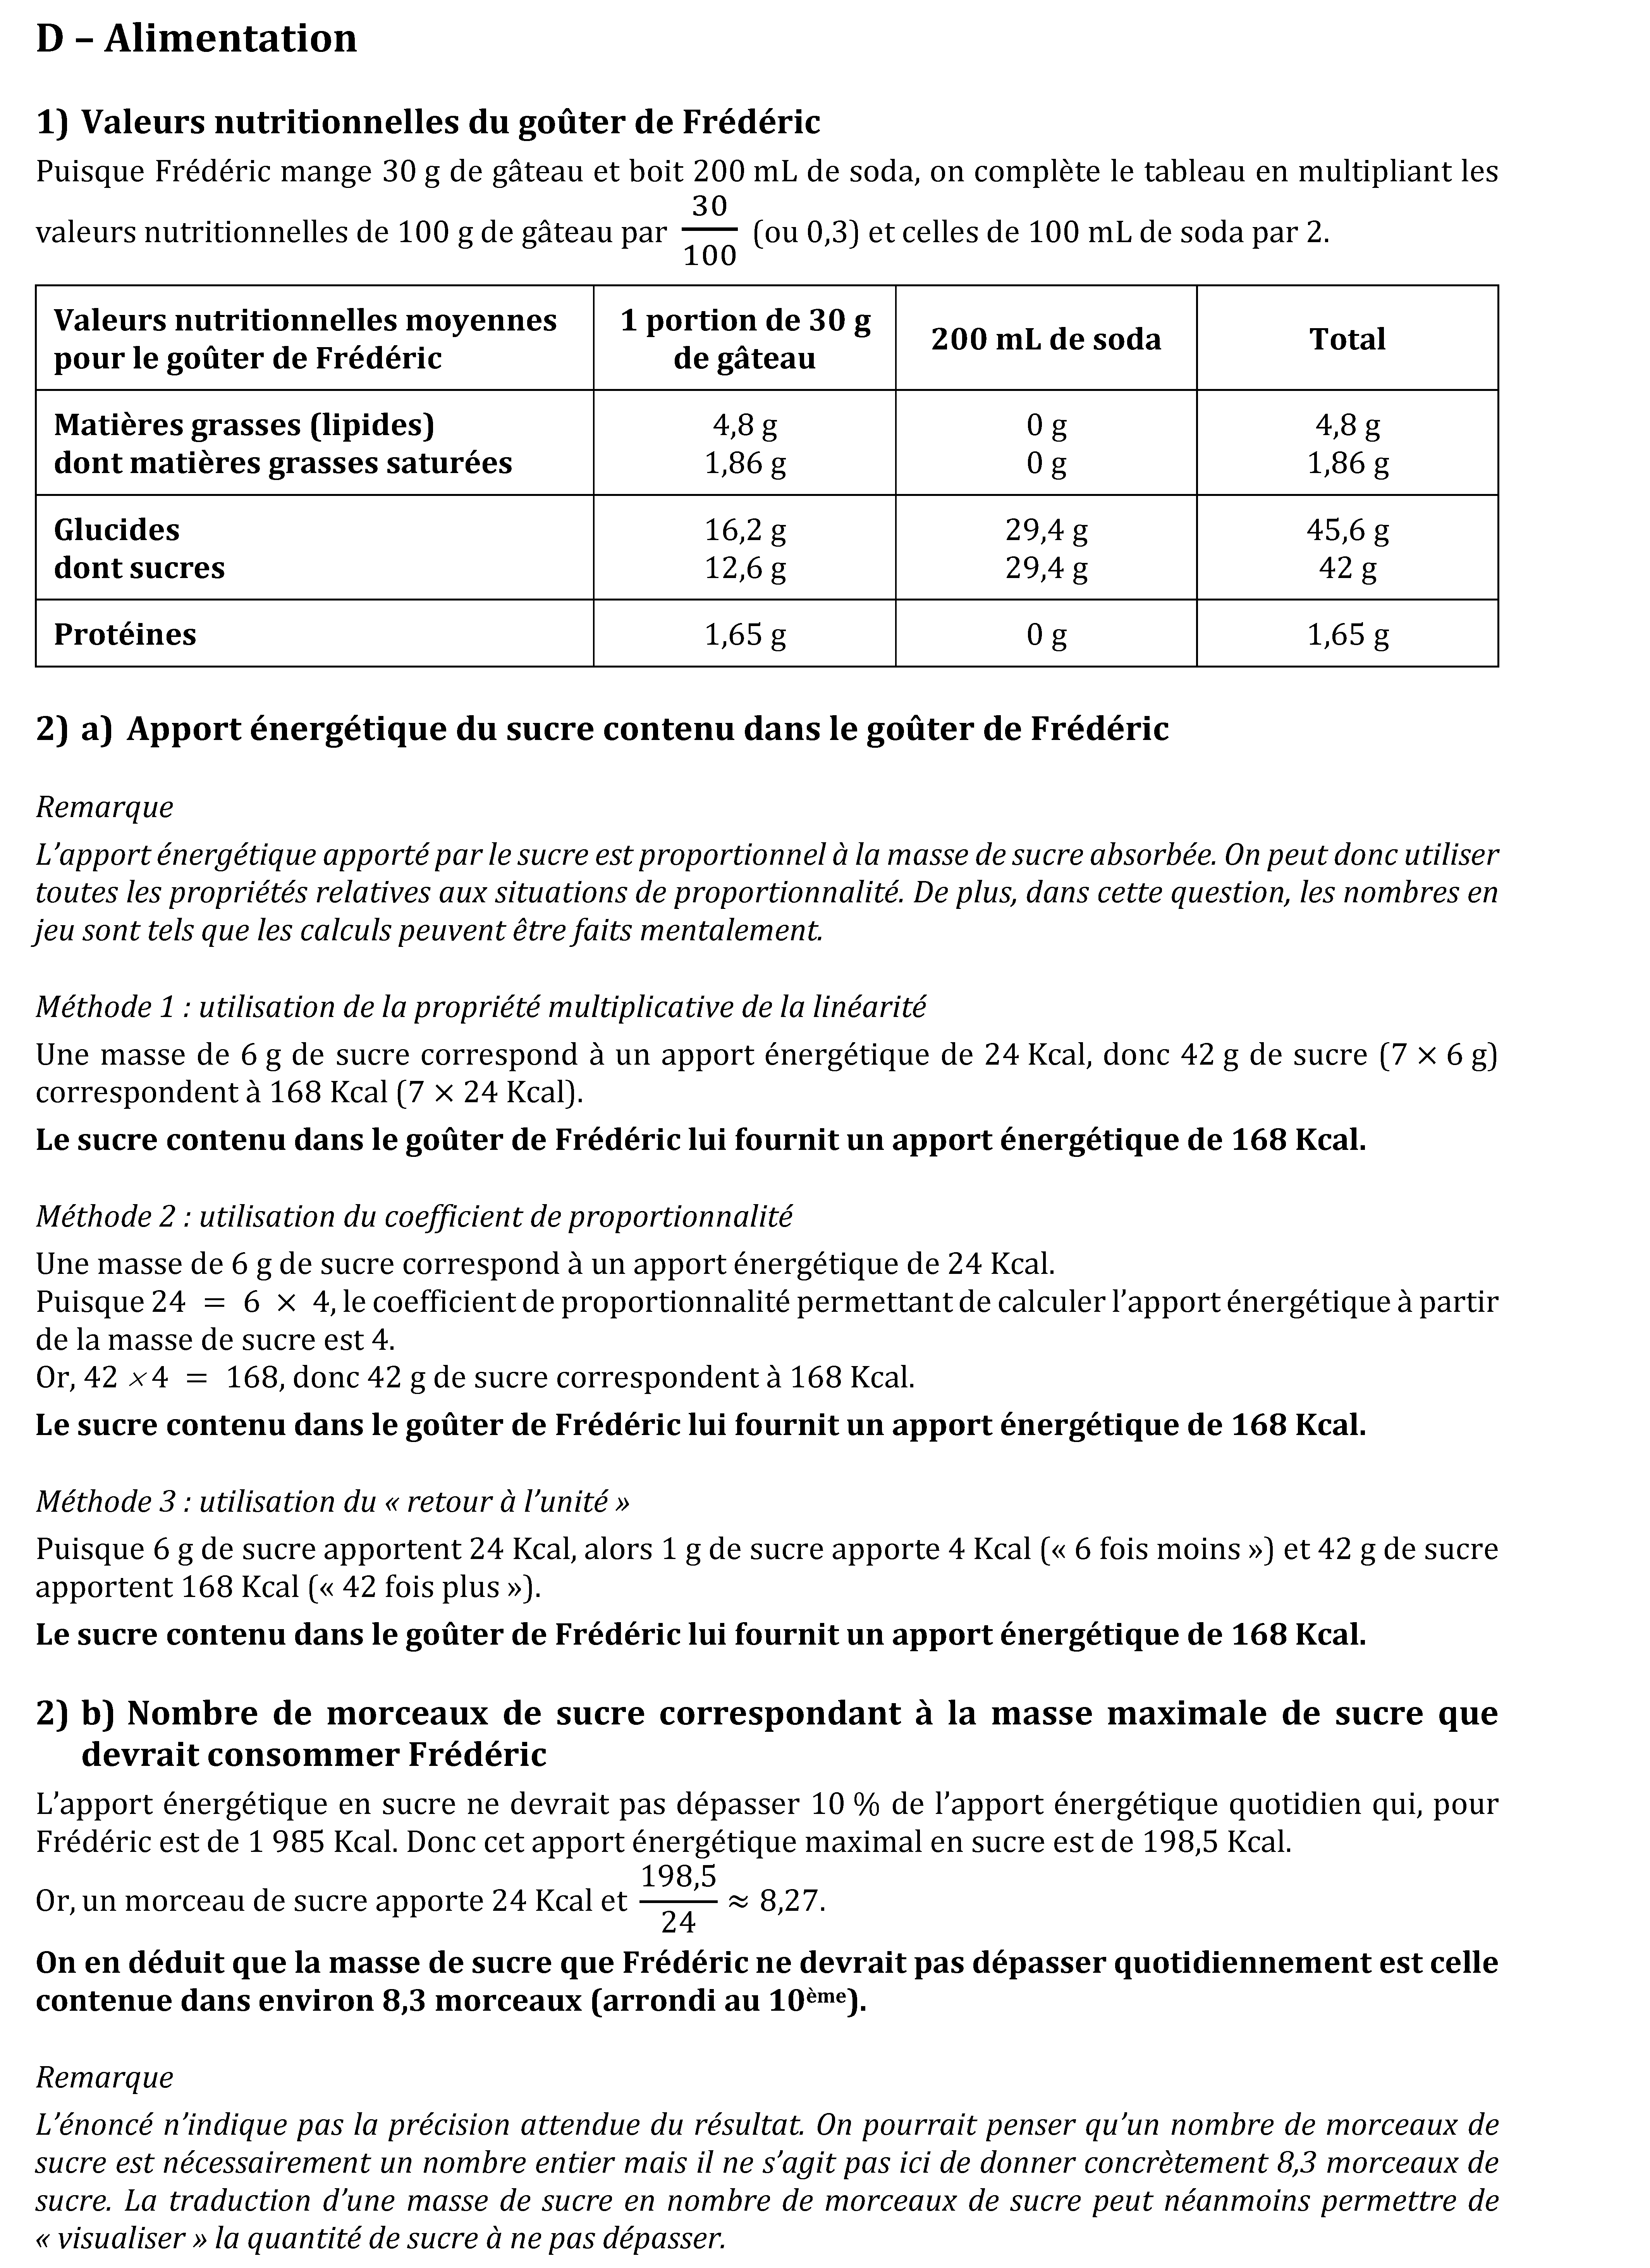 D – Alimentation
1) Valeurs nutritionnelles du goûter de Frédéric
Puisque Frédéric mange 30 g de gâteau et boit 200 mL de soda, on complète le tableau en multipliant les
valeurs nutritionnelles de 100 g de gâteau par 30/100 (ou 0,3) et celles de 100 mL de soda par 2.
Valeurs nutritionnelles moyennes pour le goûter de Frédéric | 1 portion de 30 g de gâteau | 200 mL de soda | Total
Matières grasses (lipides) | 4,8 g | 0 g | 4,8 g
dont matières grasses saturées | 1,86 g | 0 g | 1,86 g
Glucides | 16,2 g | 29,4 g | 45,6 g
dont sucres | 12,6 g | 29,4 g | 42 g
Protéines | 1,65 g | 0 g | 1,65 g
2) a) Apport énergétique du sucre contenu dans le goûter de Frédéric
Remarque
L’apport énergétique apporté par le sucre est proportionnel à la masse de sucre absorbée. On peut donc utiliser
toutes les propriétés relatives aux situations de proportionnalité. De plus, dans cette question, les nombres en
jeu sont tels que les calculs peuvent être faits mentalement.
Méthode 1 : utilisation de la propriété multiplicative de la linéarité
Une masse de 6 g de sucre correspond à un apport énergétique de 24 Kcal, donc 42 g de sucre (7 × 6 g)
correspondent à 168 Kcal (7 × 24 Kcal).
Le sucre contenu dans le goûter de Frédéric lui fournit un apport énergétique de 168 Kcal.
Méthode 2 : utilisation du coefficient de proportionnalité
Une masse de 6 g de sucre correspond à un apport énergétique de 24 Kcal.
Puisque 24 = 6 × 4, le coefficient de proportionnalité permettant de calculer l’apport énergétique à partir
de la masse de sucre est 4.
Or, 42 × 4 = 168, donc 42 g de sucre correspondent à 168 Kcal.
Le sucre contenu dans le goûter de Frédéric lui fournit un apport énergétique de 168 Kcal.
Méthode 3 : utilisation du « retour à l’unité »
Puisque 6 g de sucre apportent 24 Kcal, alors 1 g de sucre apporte 4 Kcal (« 6 fois moins ») et 42 g de sucre
apportent 168 Kcal (« 42 fois plus »).
Le sucre contenu dans le goûter de Frédéric lui fournit un apport énergétique de 168 Kcal.
2) b) Nombre de morceaux de sucre correspondant à la masse maximale de sucre que
devrait consommer Frédéric
L’apport énergétique en sucre ne devrait pas dépasser 10 % de l’apport énergétique quotidien qui, pour
Frédéric est de 1 985 Kcal. Donc cet apport énergétique maximal en sucre est de 198,5 Kcal.
Or, un morceau de sucre apporte 24 Kcal et 198,5/24 ≈ 8,27.
On en déduit que la masse de sucre que Frédéric ne devrait pas dépasser quotidiennement est celle
contenue dans environ 8,3 morceaux (arrondi au 10ème).
Remarque
L’énoncé n’indique pas la précision attendue du résultat. On pourrait penser qu’un nombre de morceaux de
sucre est nécessairement un nombre entier mais il ne s’agit pas ici de donner concrètement 8,3 morceaux de
sucre. La traduction d’une masse de sucre en nombre de morceaux de sucre peut néanmoins permettre de
« visualiser » la quantité de sucre à ne pas dépasser.